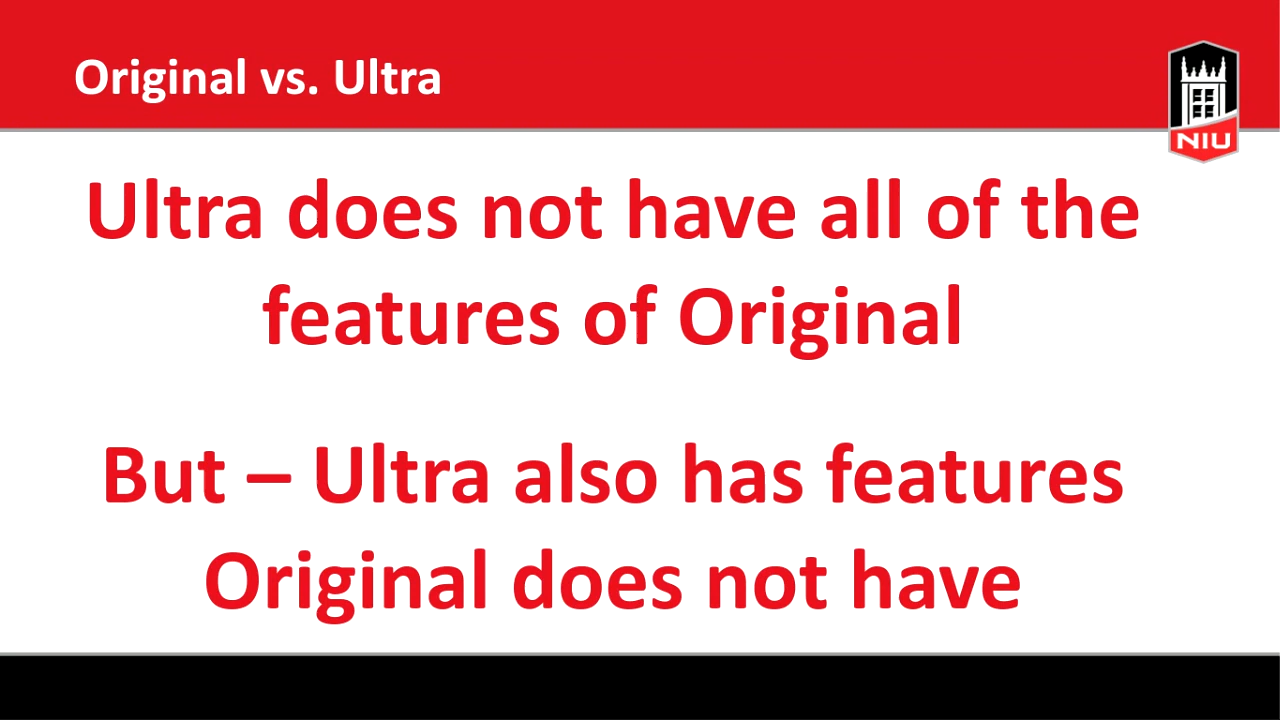 Original vs. Ultra
NIU
Ultra does not have all of the
features of Original
But – Ultra also has features
Original does not have